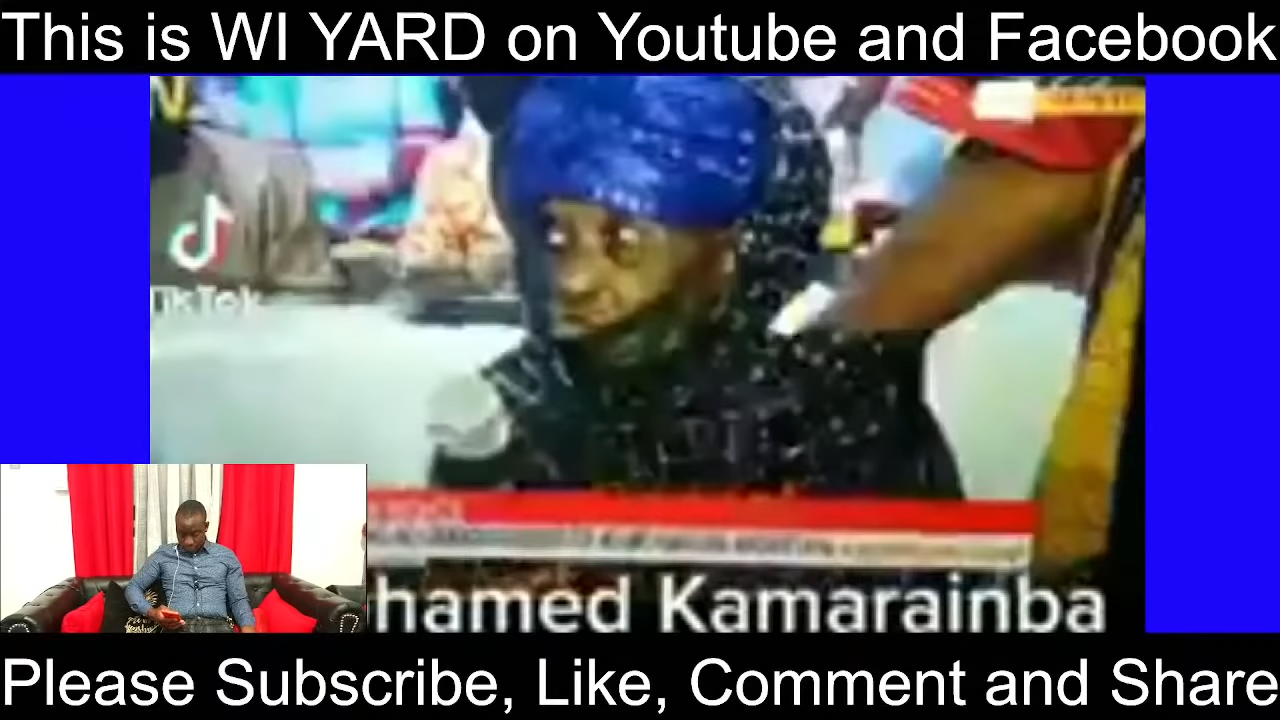 This is WI YARD on Youtube and Facebook
TikTok
hamed Kamarainba
Please Subscribe, Like, Comment and Share